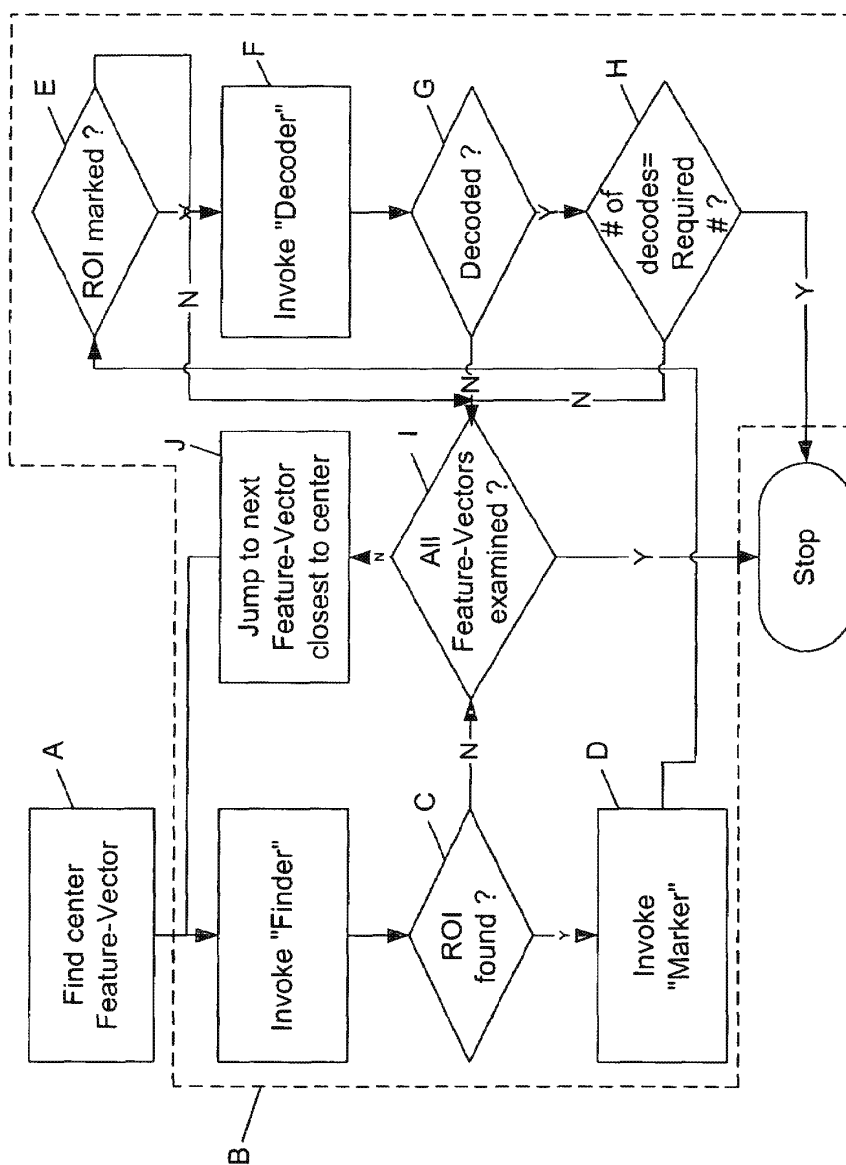 A
Find center
Feature-Vector
B
Invoke "Finder"
C
ROI
found ?
N
Y
D
Invoke
"Marker"
J
Jump to next
Feature-Vector
closest to center
N
I
All
Feature-Vectors
examined ?
Y
Stop
E
ROI marked ?
Y
N
F
Invoke "Decoder"
G
Decoded ?
N
Y
H
# of
decodes=
Required
# ?
N
Y